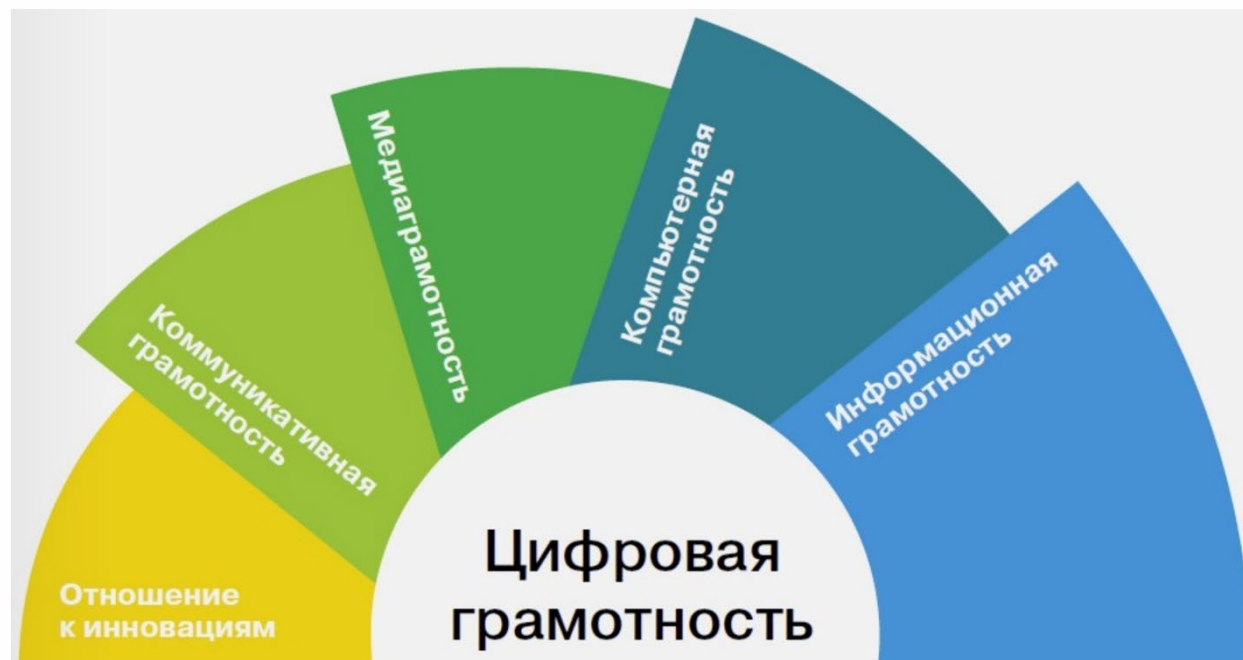 Отношение
к инновациям
Коммуникативная
грамотность
Медиаграмотность
Компьютерная
грамотность
Информационная
грамотность
Цифровая
грамотность